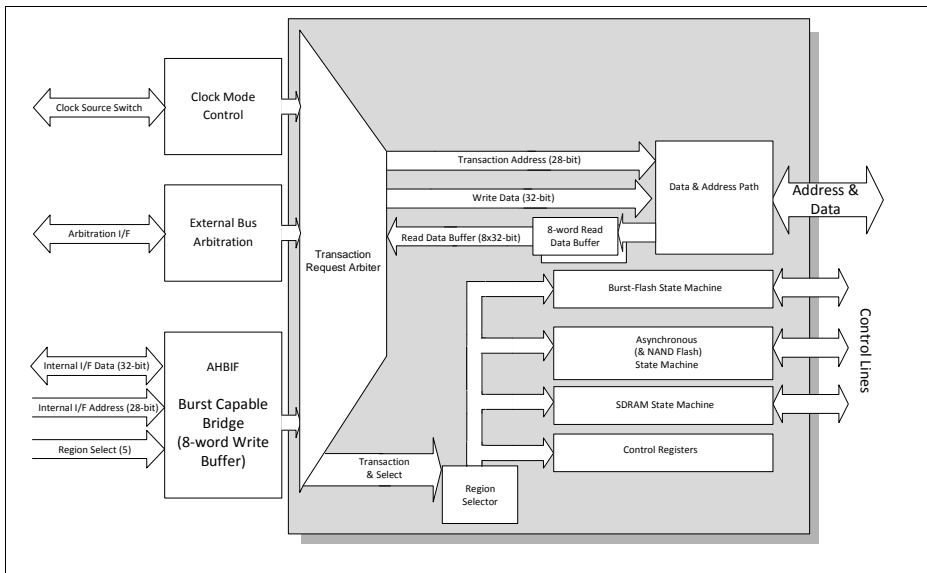 Clock Source Switch
Clock Mode
Control
Arbitration I/F
External Bus
Arbitration
Internal I/F Data (32-bit)
Internal I/F Address (28-bit)
Region Select (5)
AHBIF
Burst Capable
Bridge
(8-word Write
Buffer)
Transaction
Request Arbiter
Transaction Address (28-bit)
Write Data (32-bit)
Read Data Buffer (8x32-bit)
8-word Read
Data Buffer
Data & Address Path
Address &
Data
Burst-Flash State Machine
Asynchronous
(& NAND Flash)
State Machine
SDRAM State Machine
Control Registers
Control Lines
Transaction
& Select
Region
Selector